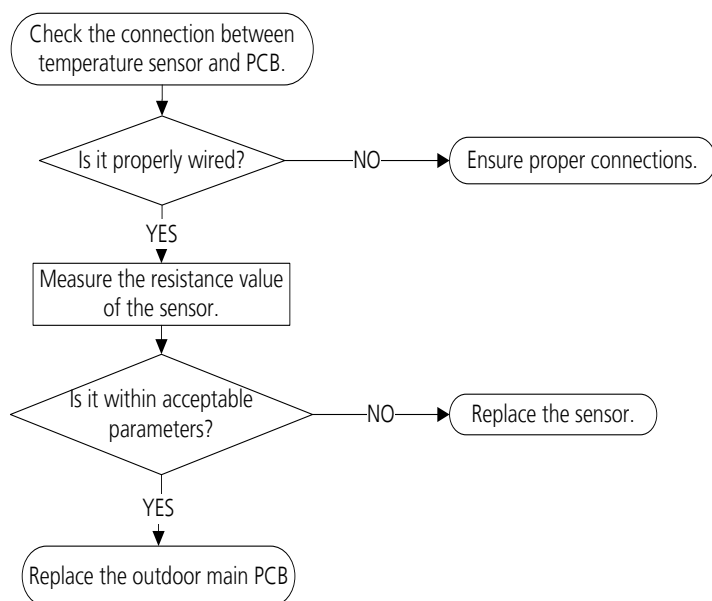 Check the connection between
temperature sensor and PCB.
Is it properly wired?
NO
Ensure proper connections.
YES
Measure the resistance value
of the sensor.
Is it within acceptable
parameters?
NO
Replace the sensor.
YES
Replace the outdoor main PCB